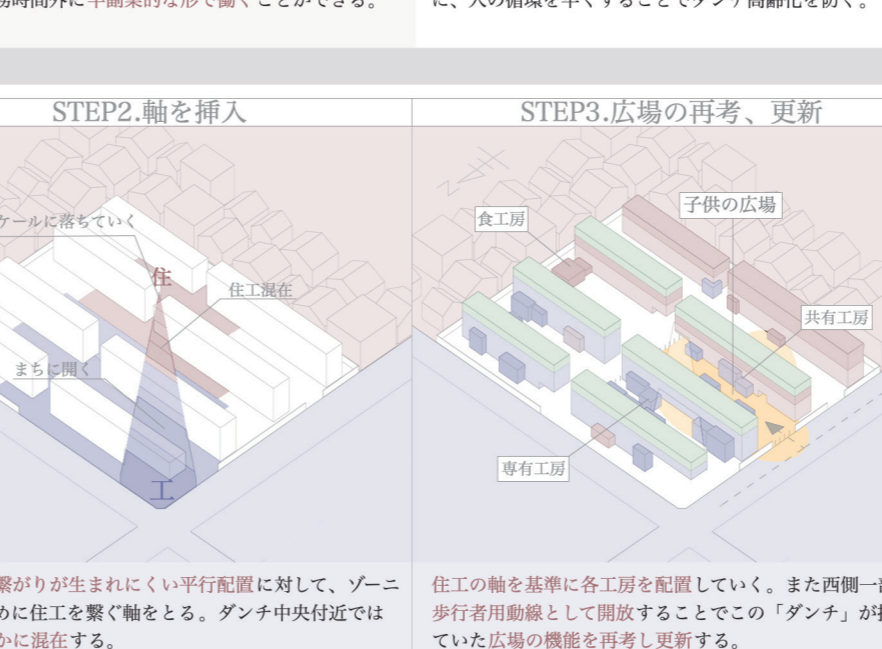 務時間外に半副業的な形で働くことができる。
に、人の循環を早くすることでダンチ高齢化を防ぐ。
STEP2.軸を挿入
ケールに落ちていく
住
住工混在
まちに開く
工
繋がりが生まれにくい平行配置に対して、ゾーニ
めに住工を繋ぐ軸をとる。ダンチ中央付近では
かに混在する。
STEP3.広場の再考、更新
子供の広場
食工房
共有工房
専有工房
住工の軸を基準に各工房を配置していく。また西側一部
歩行者用動線として開放することでこの「ダンチ」が
ていた広場の機能を再考し更新する。